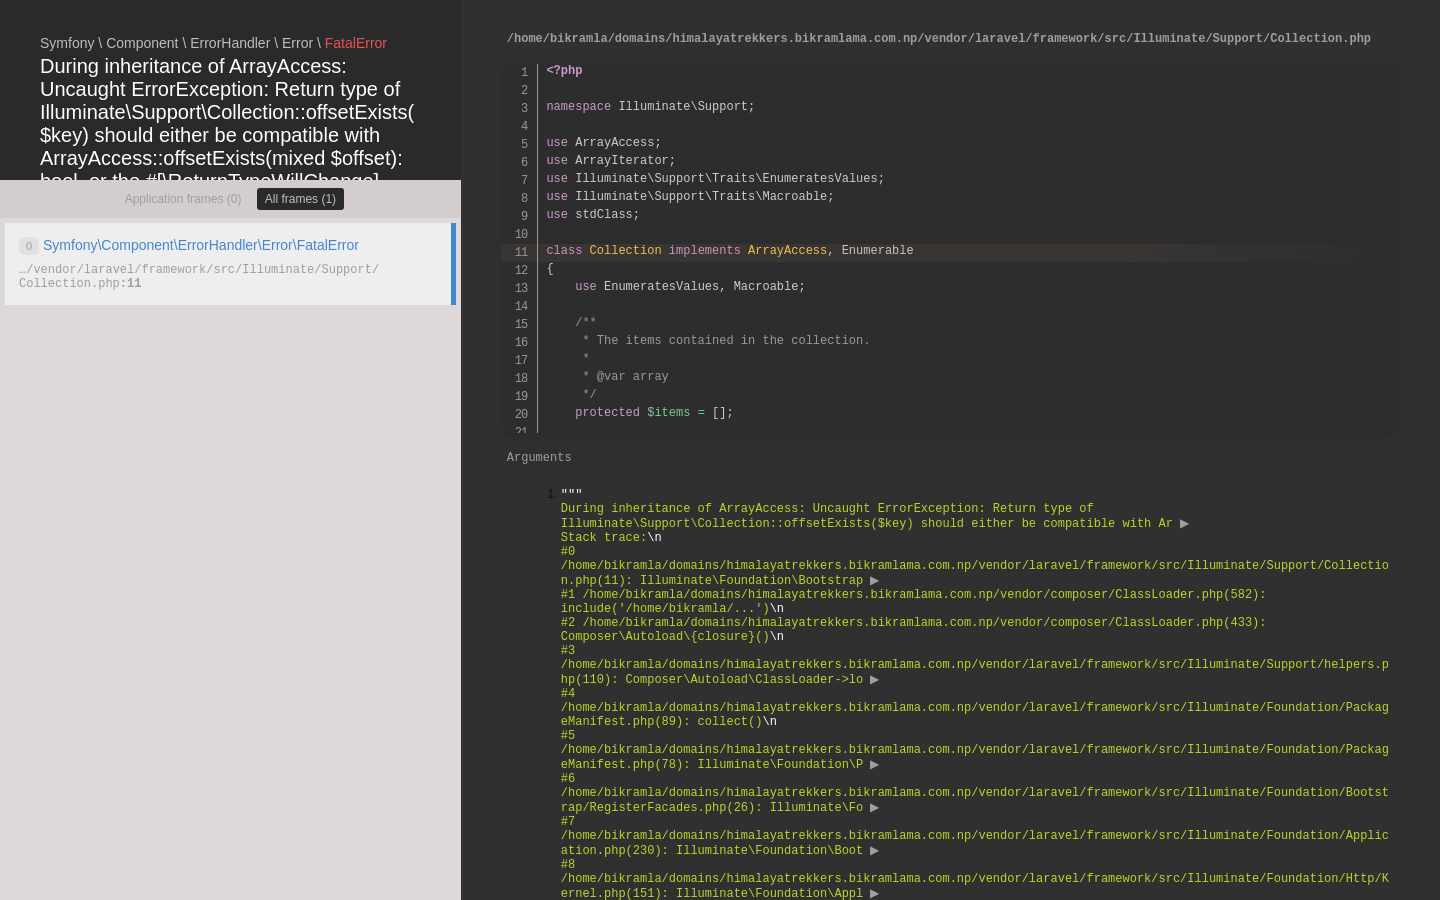 Symfony \ Component \ ErrorHandler \ Error \ FatalError
During inheritance of ArrayAccess:
Uncaught ErrorException: Return type of
Illuminate\Support\Collection::offsetExists(
$key) should either be compatible with
ArrayAccess::offsetExists(mixed $offset):
bool, or the #[\ReturnTypeWillChange]
Application frames (0) All frames (1)
0 Symfony\Component\ErrorHandler\Error\FatalError
…/vendor/laravel/framework/src/Illuminate/Support/
Collection.php:11
/home/bikramla/domains/himalayatrekkers.bikramlama.com.np/vendor/laravel/framework/src/Illuminate/Support/Collection.php
1 <?php
2
3 namespace Illuminate\Support;
4
5 use ArrayAccess;
6 use ArrayIterator;
7 use Illuminate\Support\Traits\EnumeratesValues;
8 use Illuminate\Support\Traits\Macroable;
9 use stdClass;
10
11 class Collection implements ArrayAccess, Enumerable
12 {
13     use EnumeratesValues, Macroable;
14
15     /**
16      * The items contained in the collection.
17      *
18      * @var array
19      */
20     protected $items = [];
21
Arguments
1. """
During inheritance of ArrayAccess: Uncaught ErrorException: Return type of
Illuminate\Support\Collection::offsetExists($key) should either be compatible with Ar ▶
Stack trace:\n
#0
/home/bikramla/domains/himalayatrekkers.bikramlama.com.np/vendor/laravel/framework/src/Illuminate/Support/Collectio
n.php(11): Illuminate\Foundation\Bootstrap ▶
#1 /home/bikramla/domains/himalayatrekkers.bikramlama.com.np/vendor/composer/ClassLoader.php(582):
include('/home/bikramla/...')\n
#2 /home/bikramla/domains/himalayatrekkers.bikramlama.com.np/vendor/composer/ClassLoader.php(433):
Composer\Autoload\{closure}()\n
#3
/home/bikramla/domains/himalayatrekkers.bikramlama.com.np/vendor/laravel/framework/src/Illuminate/Support/helpers.p
hp(110): Composer\Autoload\ClassLoader->lo ▶
#4
/home/bikramla/domains/himalayatrekkers.bikramlama.com.np/vendor/laravel/framework/src/Illuminate/Foundation/Packag
eManifest.php(89): collect()\n
#5
/home/bikramla/domains/himalayatrekkers.bikramlama.com.np/vendor/laravel/framework/src/Illuminate/Foundation/Packag
eManifest.php(78): Illuminate\Foundation\P ▶
#6
/home/bikramla/domains/himalayatrekkers.bikramlama.com.np/vendor/laravel/framework/src/Illuminate/Foundation/Bootst
rap/RegisterFacades.php(26): Illuminate\Fo ▶
#7
/home/bikramla/domains/himalayatrekkers.bikramlama.com.np/vendor/laravel/framework/src/Illuminate/Foundation/Applic
ation.php(230): Illuminate\Foundation\Boot ▶
#8
/home/bikramla/domains/himalayatrekkers.bikramlama.com.np/vendor/laravel/framework/src/Illuminate/Foundation/Http/K
ernel.php(151): Illuminate\Foundation\Appl ▶